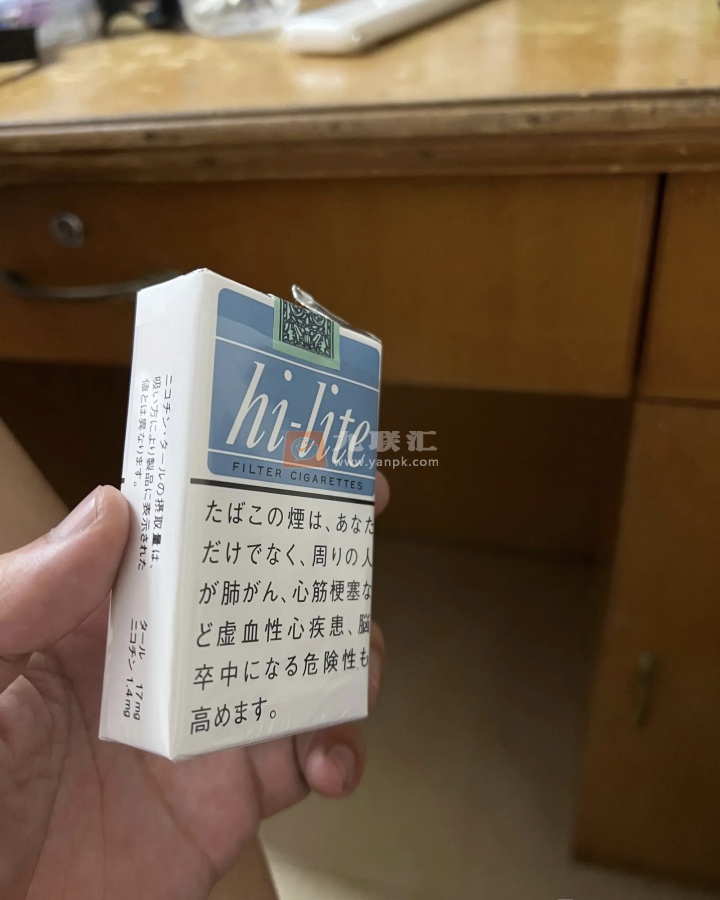 hi-lite
FILTER CIGARETTES
たばこの煙は、あなた
だけでなく、周りの人
が肺がん、心筋梗塞な
ど虚血性心疾患、脳
卒中になる危険性も
高めます。
ニコチン・タールの摂取量は、
吸い方により製品に表示された
値とは異なります。
タール 17mg
ニコチン 1.4mg
联汇
www.yanpk.com